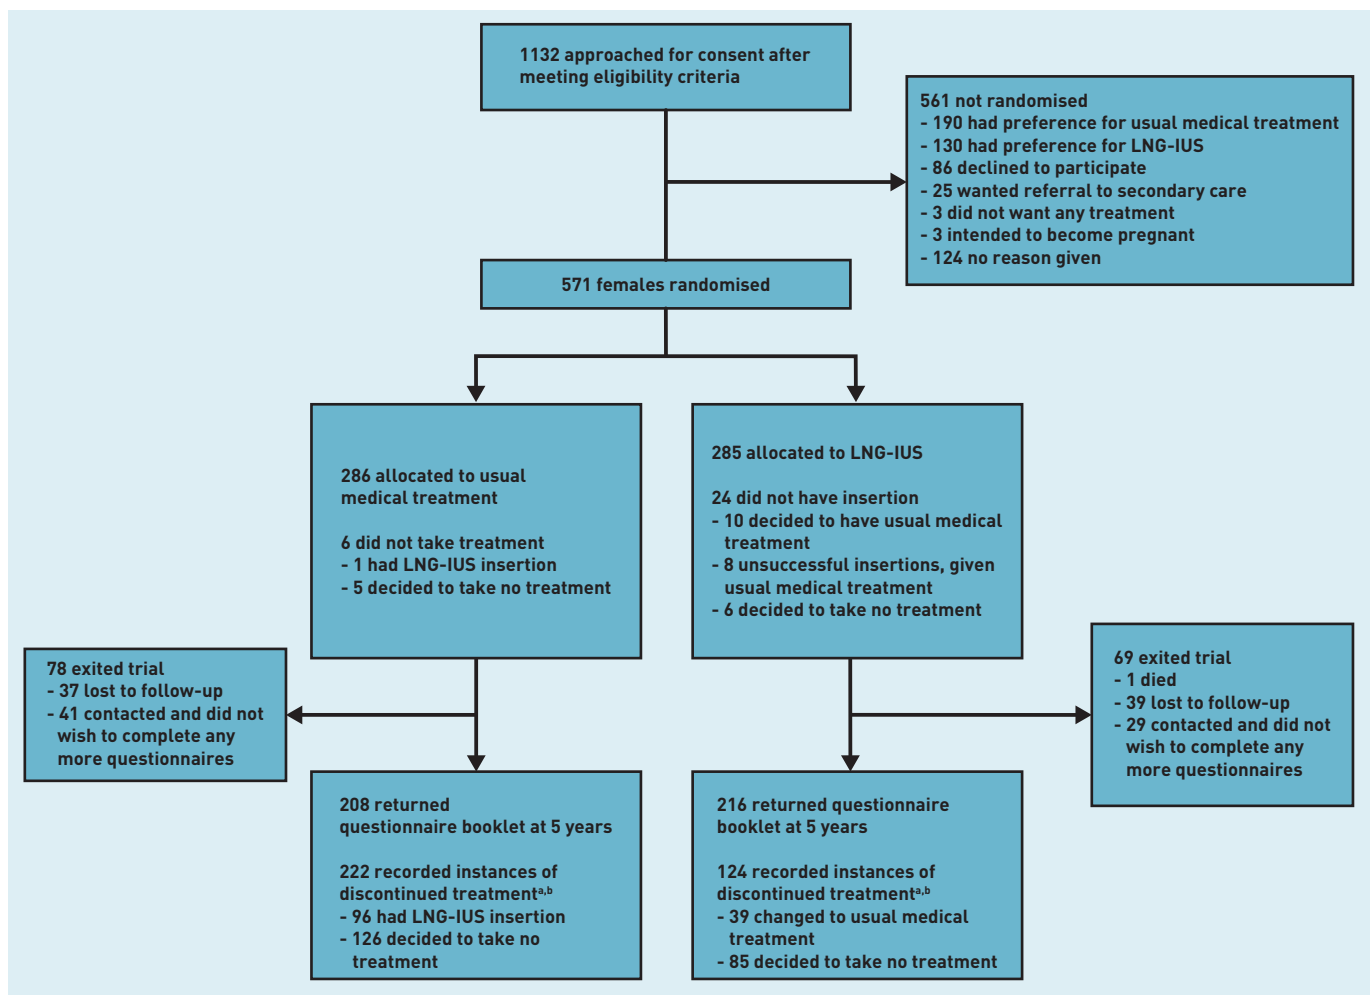 1132 approached for consent after
meeting eligibility criteria
561 not randomised
- 190 had preference for usual medical treatment
- 130 had preference for LNG-IUS
- 86 declined to participate
- 25 wanted referral to secondary care
- 3 did not want any treatment
- 3 intended to become pregnant
- 124 no reason given
571 females randomised
286 allocated to usual
medical treatment
6 did not take treatment
- 1 had LNG-IUS insertion
- 5 decided to take no treatment
285 allocated to LNG-IUS
24 did not have insertion
- 10 decided to have usual medical
treatment
- 8 unsuccessful insertions, given
usual medical treatment
- 6 decided to take no treatment
78 exited trial
- 37 lost to follow-up
- 41 contacted and did not
wish to complete any
more questionnaires
69 exited trial
- 1 died
- 39 lost to follow-up
- 29 contacted and did not
wish to complete any
more questionnaires
208 returned
questionnaire booklet at 5 years
222 recorded instances of
discontinued treatmentᵃ,ᵇ
- 96 had LNG-IUS insertion
- 126 decided to take no
treatment
216 returned questionnaire
booklet at 5 years
124 recorded instances of
discontinued treatmentᵃ,ᵇ
- 39 changed to usual medical
treatment
- 85 decided to take no treatment